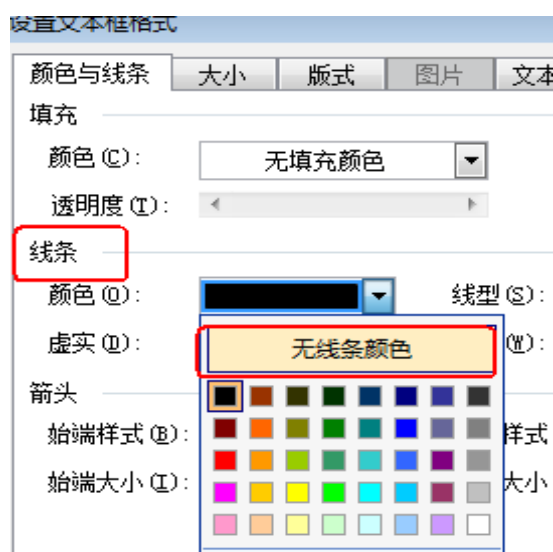 设置文本框格式
颜色与线条 大小 版式 图片 文本
填充
颜色(C): 无填充颜色
透明度(T):
线条
颜色(O): 线型(S):
虚实(D): 无线条颜色 (W):
箭头
始端样式(B): 样式
始端大小(I): 大小